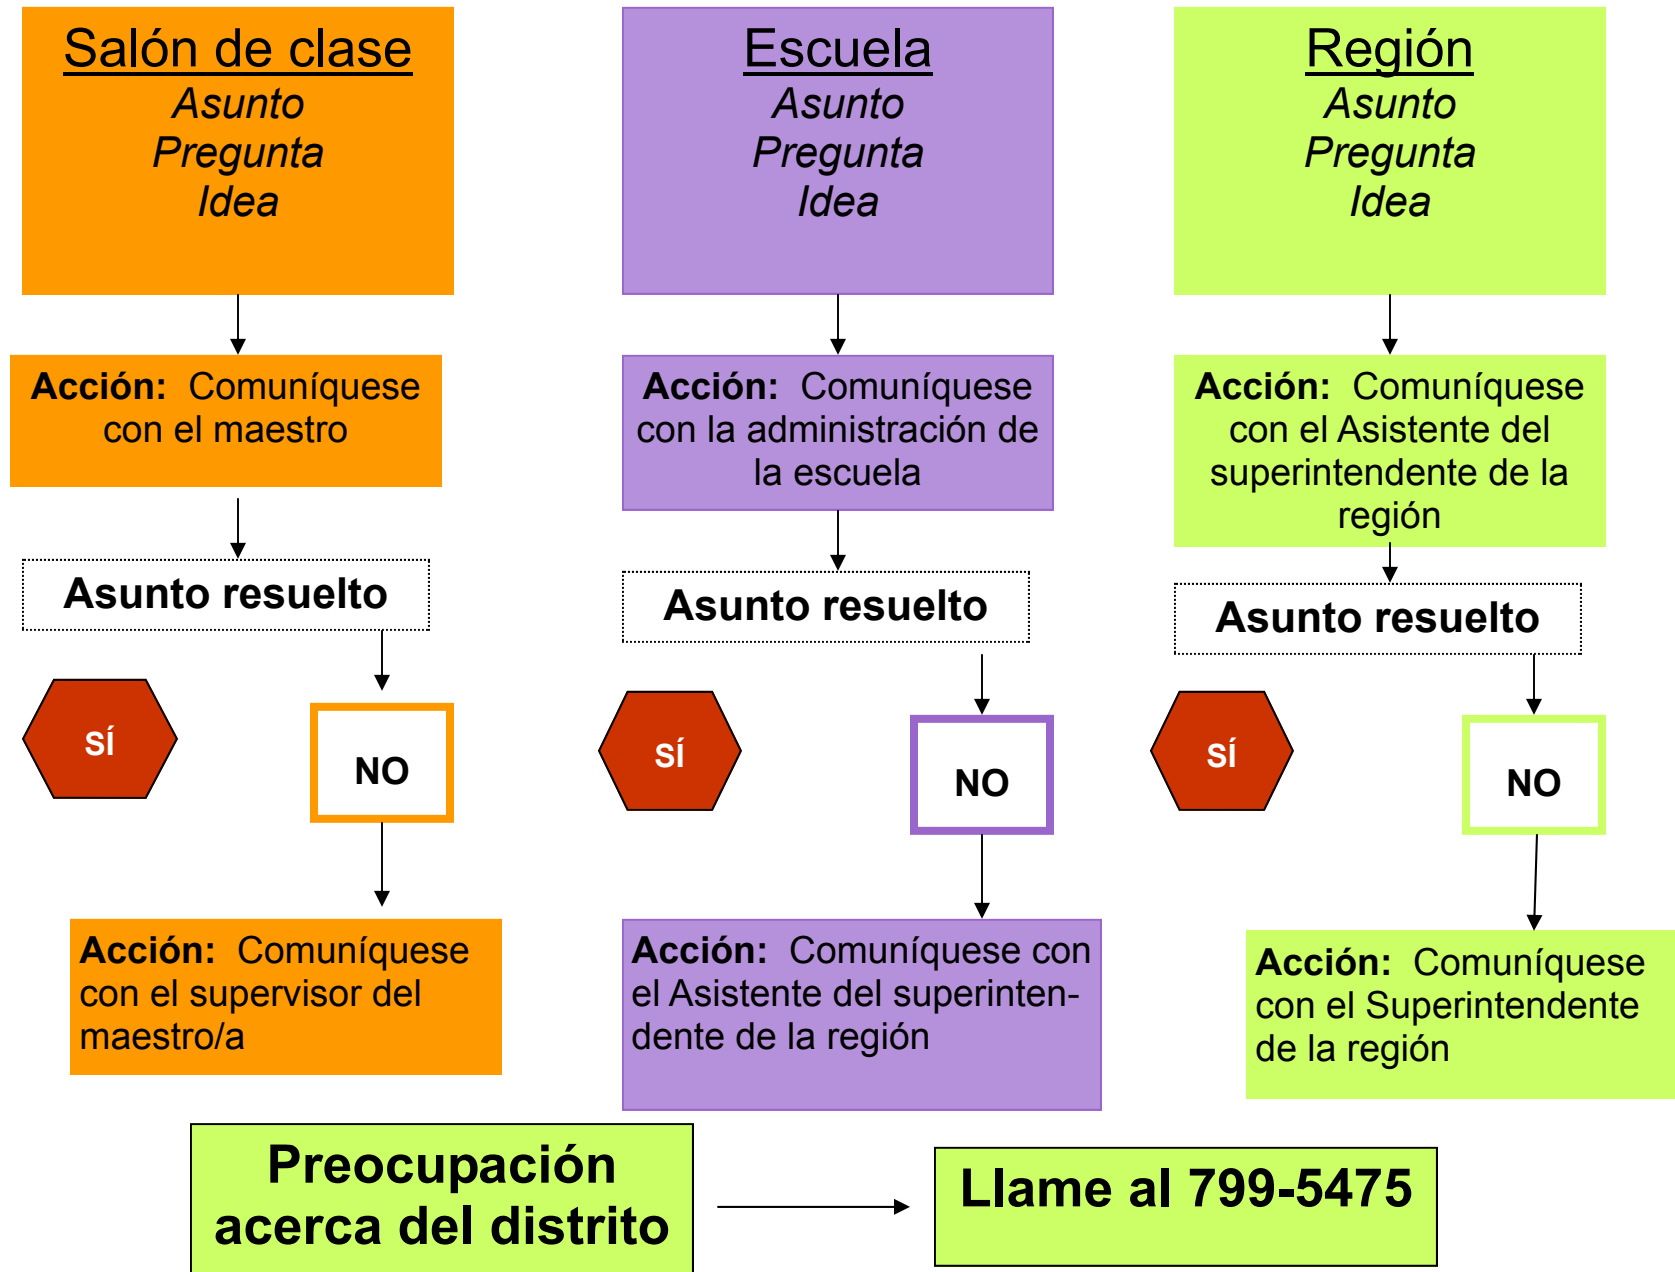 Salón de clase
Asunto
Pregunta
Idea
Acción: Comuníquese
con el maestro
Asunto resuelto
SÍ
NO
Acción: Comuníquese
con el supervisor del
maestro/a
Escuela
Asunto
Pregunta
Idea
Acción: Comuníquese
con la administración de
la escuela
Asunto resuelto
SÍ
NO
Acción: Comuníquese con
el Asistente del superinten-
dente de la región
Región
Asunto
Pregunta
Idea
Acción: Comuníquese
con el Asistente del
superintendente de la
región
Asunto resuelto
SÍ
NO
Acción: Comuníquese
con el Superintendente
de la región
Preocupación
acerca del distrito
Llame al 799-5475